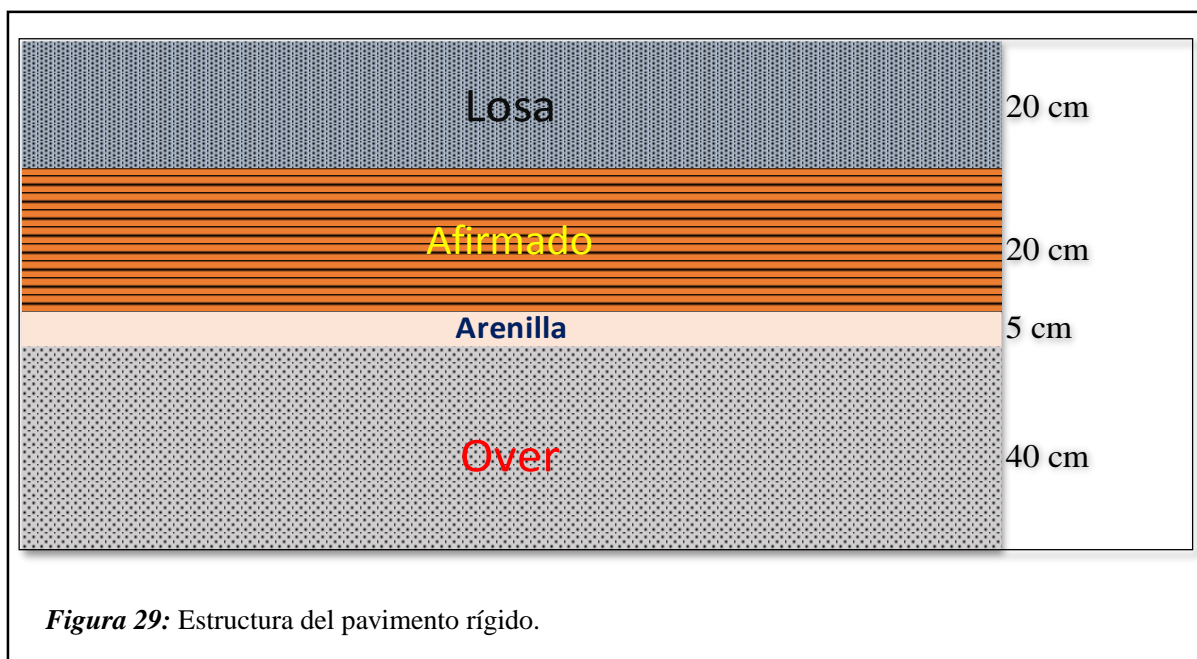 Losa 20 cm
Afirmado 20 cm
Arenilla 5 cm
Over 40 cm
Figura 29: Estructura del pavimento rígido.